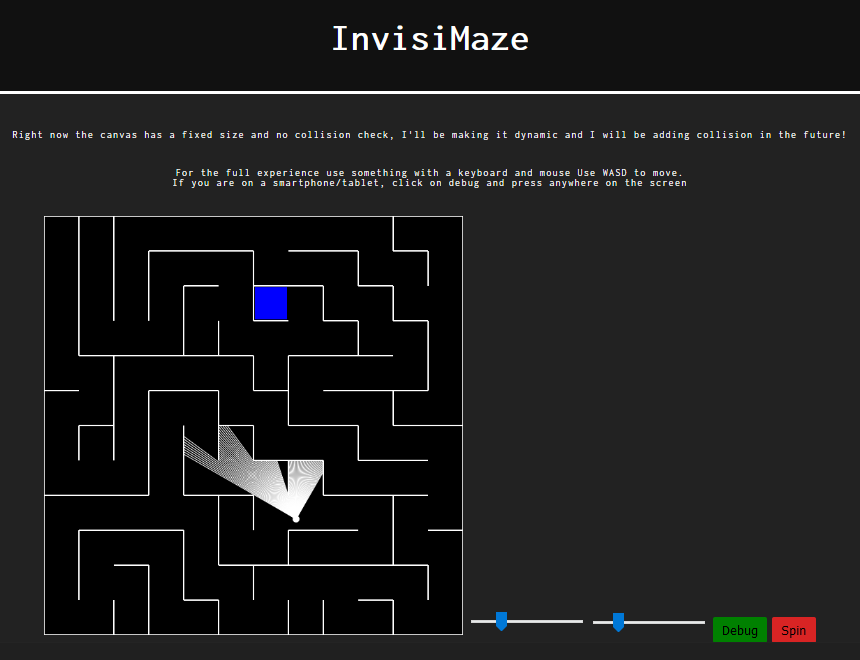 InvisiMaze
Right now the canvas has a fixed size and no collision check, I'll be making it dynamic and I will be adding collision in the future!
For the full experience use something with a keyboard and mouse Use WASD to move.
If you are on a smartphone/tablet, click on debug and press anywhere on the screen
Debug
Spin